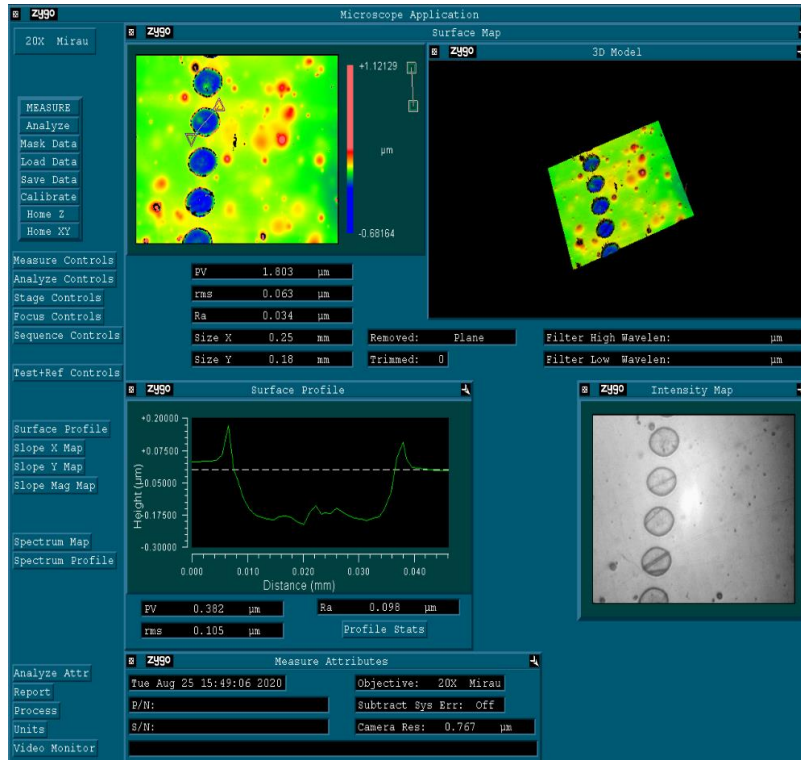 zygo Microscope Application
20X Mirau
MEASURE
Analyze
Mask Data
Load Data
Save Data
Calibrate
Home Z
Home XY
Measure Controls
Analyze Controls
Stage Controls
Focus Controls
Sequence Controls
Test+Ref Controls
Surface Profile
Slope X Map
Slope Y Map
Slope Mag Map
Spectrum Map
Spectrum Profile
Analyze Attr
Report
Process
Units
Video Monitor
zygo Surface Map
+1.12129
µm
-0.68164
zygo 3D Model
PV 1.803 µm
rms 0.063 µm
Ra 0.034 µm
Size X 0.25 mm
Size Y 0.18 mm
Removed: Plane
Trimmed: 0
Filter High Wavelen: µm
Filter Low Wavelen: µm
zygo Surface Profile
+0.20000
+0.07500
-0.05000
-0.17500
-0.30000
Height (µm)
0.000 0.010 0.020 0.030 0.040
Distance (mm)
PV 0.382 µm
rms 0.105 µm
Ra 0.098 µm
Profile Stats
zygo Intensity Map
zygo Measure Attributes
Tue Aug 25 15:49:06 2020
P/N:
S/N:
Objective: 20X Mirau
Subtract Sys Err: Off
Camera Res: 0.767 µm